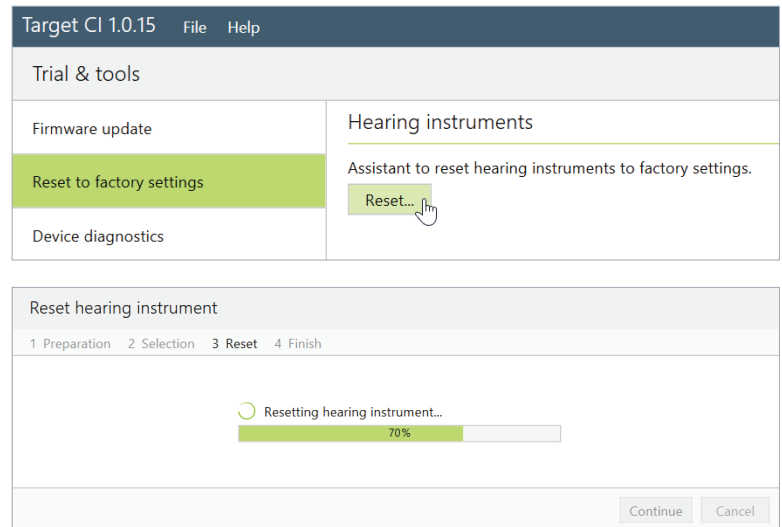 Target CI 1.0.15 File Help
Trial & tools
Firmware update
Reset to factory settings
Device diagnostics
Hearing instruments
Assistant to reset hearing instruments to factory settings.
Reset...
Reset hearing instrument
1 Preparation 2 Selection 3 Reset 4 Finish
Resetting hearing instrument...
70%
Continue Cancel